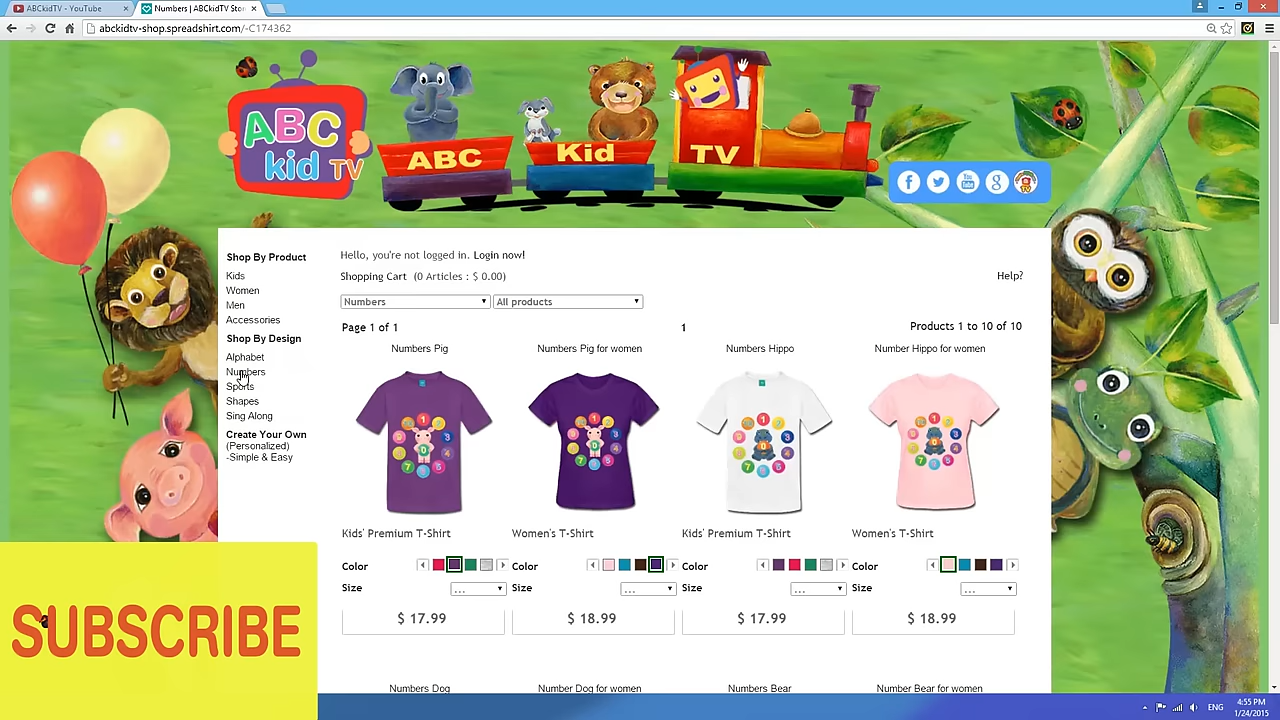 ABCkidTV - YouTube
Numbers | ABCkidTV Stor
abckidtv-shop.spreadshirt.com/-C174362
ABC
kid TV
ABC
Kid
TV
You
Tube
Shop By Product
Kids
Women
Men
Accessories
Shop By Design
Alphabet
Numbers
Sports
Shapes
Sing Along
Create Your Own
(Personalized)
-Simple & Easy
Hello, you're not logged in. Login now!
Shopping Cart (0 Articles : $ 0.00)
Help?
Numbers
All products
Page 1 of 1
1
Products 1 to 10 of 10
Numbers Pig
Numbers Pig for women
Numbers Hippo
Number Hippo for women
Kids' Premium T-Shirt
Women's T-Shirt
Kids' Premium T-Shirt
Women's T-Shirt
Color
Color
Color
Color
Size ...
Size ...
Size ...
Size ...
$ 17.99
$ 18.99
$ 17.99
$ 18.99
Numbers Dog
Number Dog for women
Numbers Bear
Number Bear for women
SUBSCRIBE
ENG
4:55 PM
1/24/2015